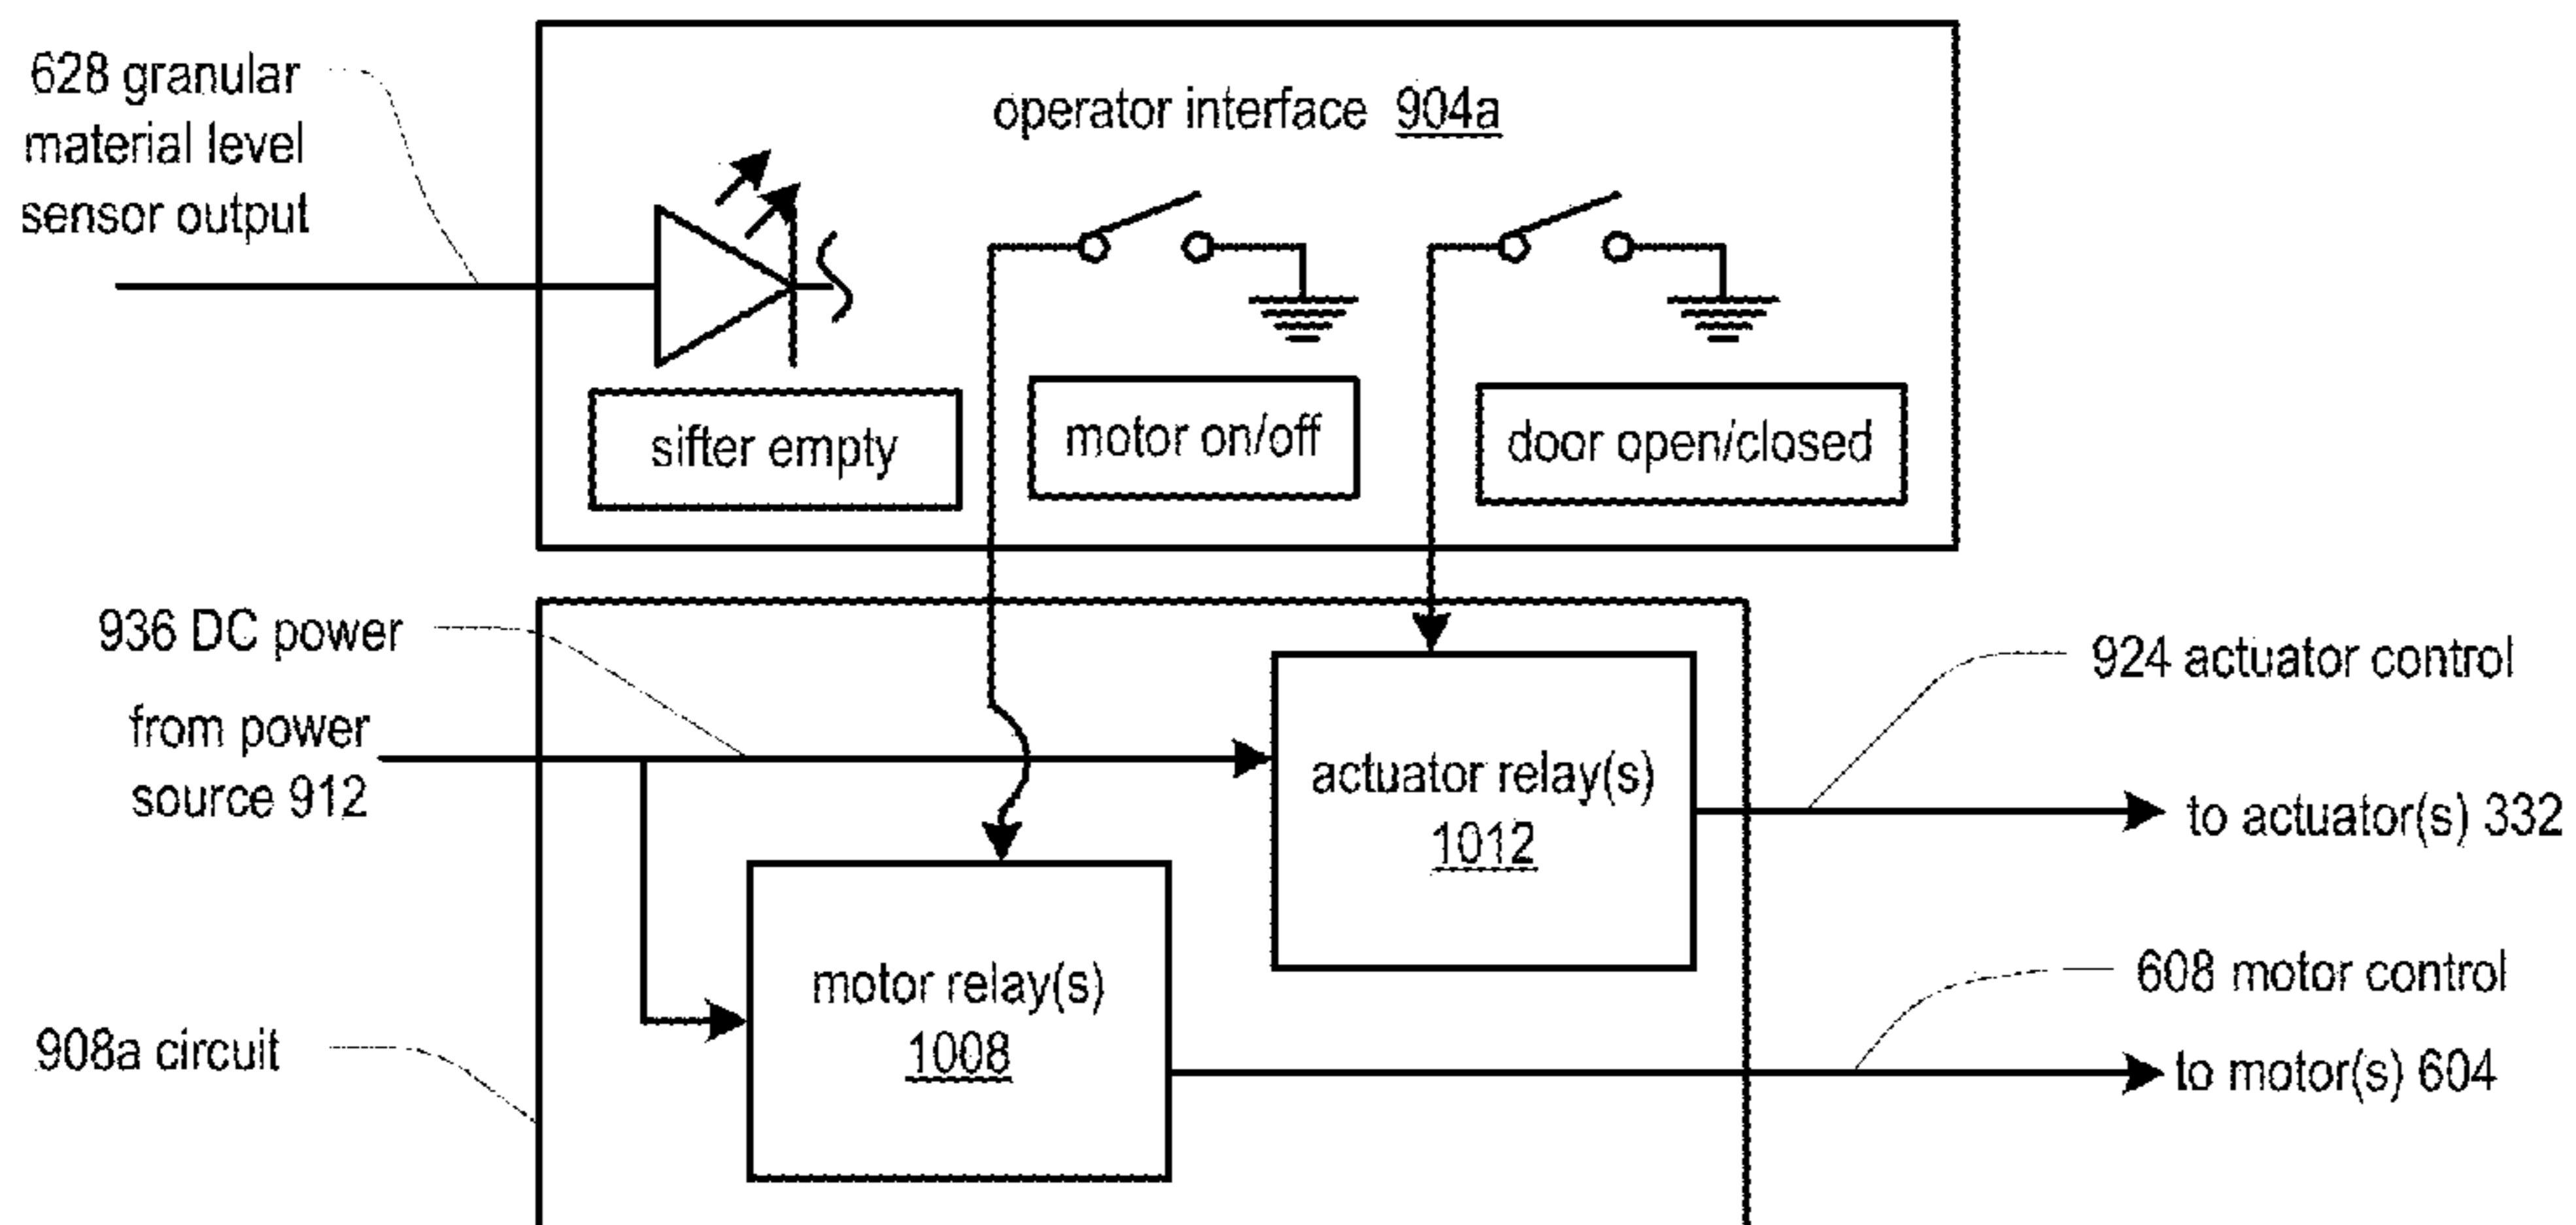 628 granular
material level
sensor output
operator interface 904a
sifter empty
motor on/off
door open/closed
936 DC power
from power
source 912
908a circuit
actuator relay(s)
1012
motor relay(s)
1008
924 actuator control
to actuator(s) 332
608 motor control
to motor(s) 604